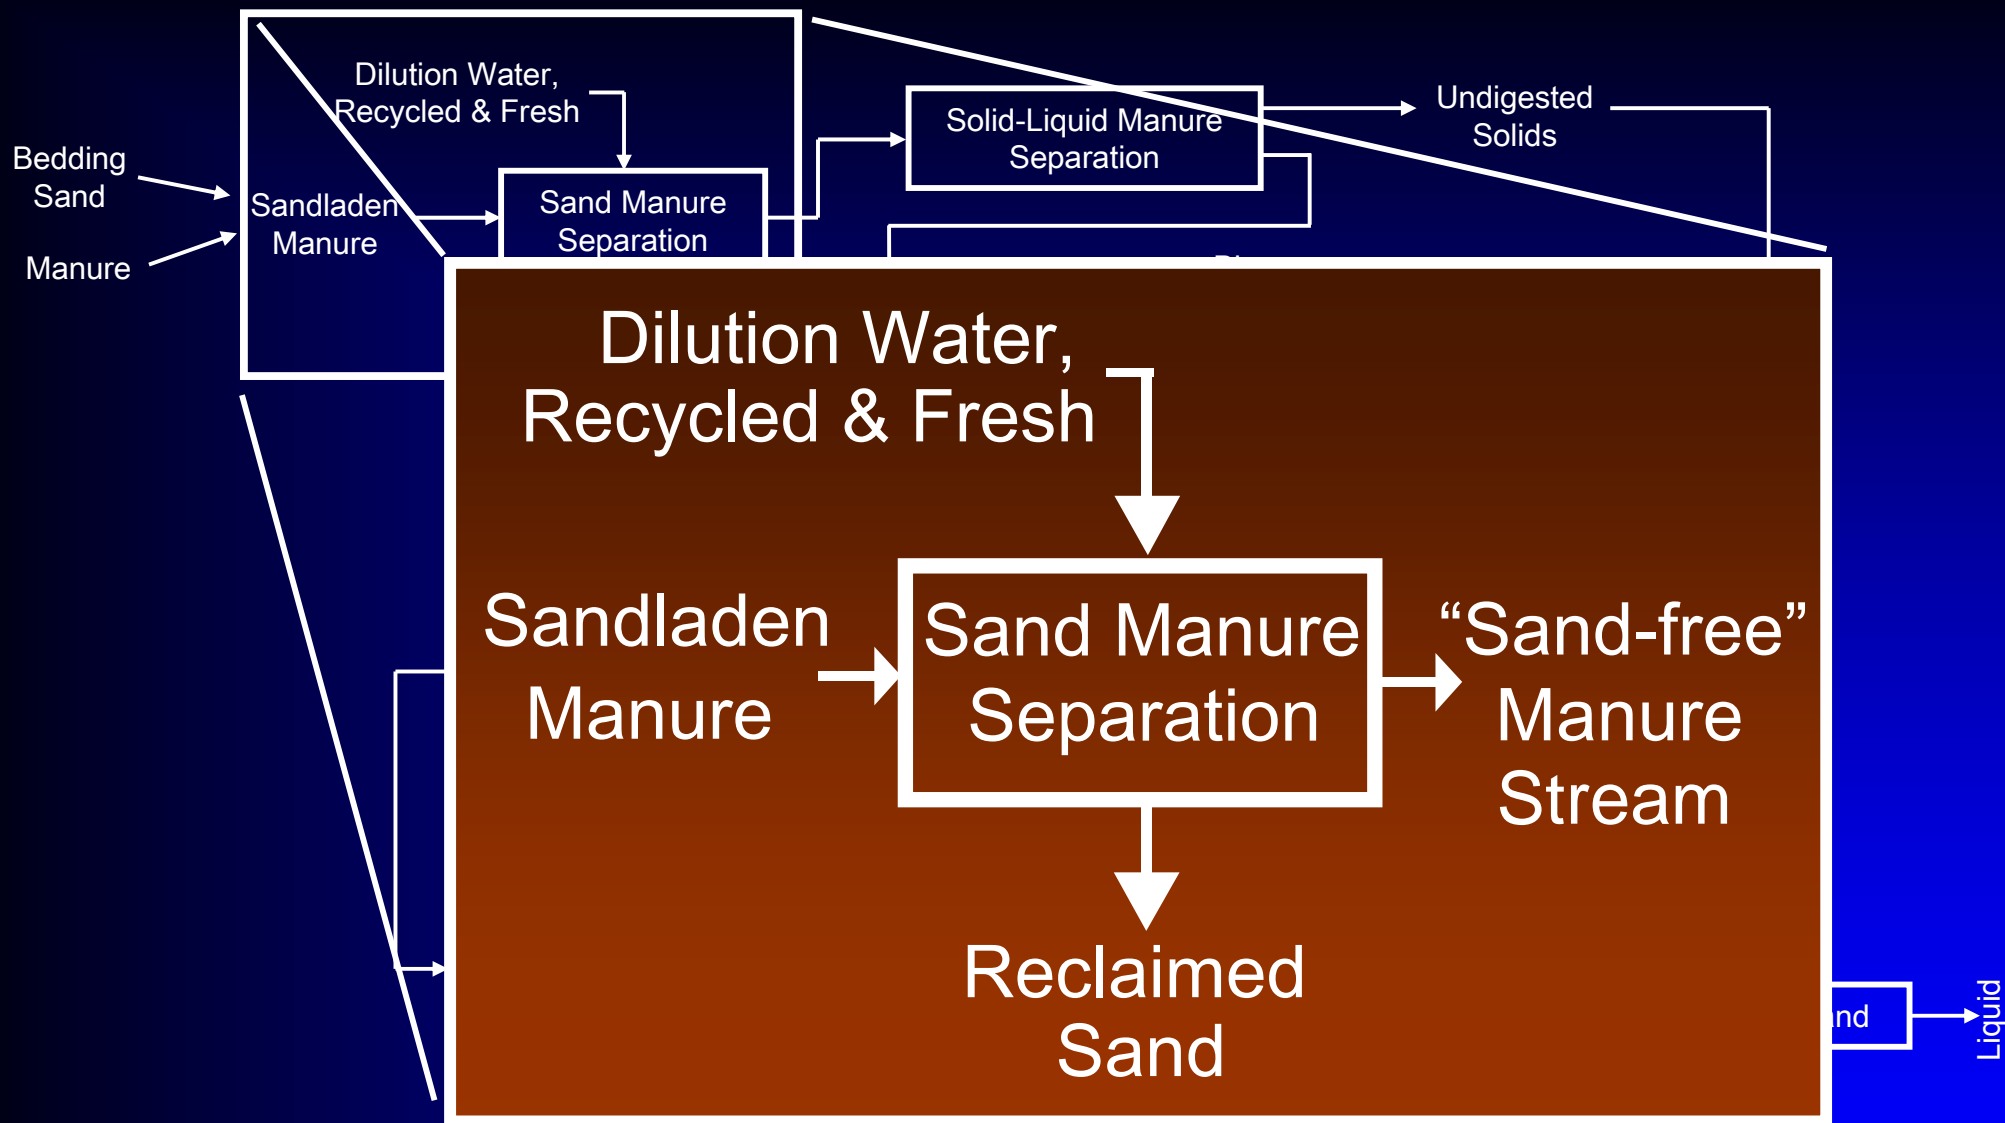 Dilution Water,
Recycled & Fresh
Bedding
Sand
Manure
Sandladen
Manure
Sand Manure
Separation
Solid-Liquid Manure
Separation
Undigested
Solids
Dilution Water,
Recycled & Fresh
Sandladen
Manure
Sand Manure
Separation
“Sand-free”
Manure
Stream
Reclaimed
Sand
Liquid